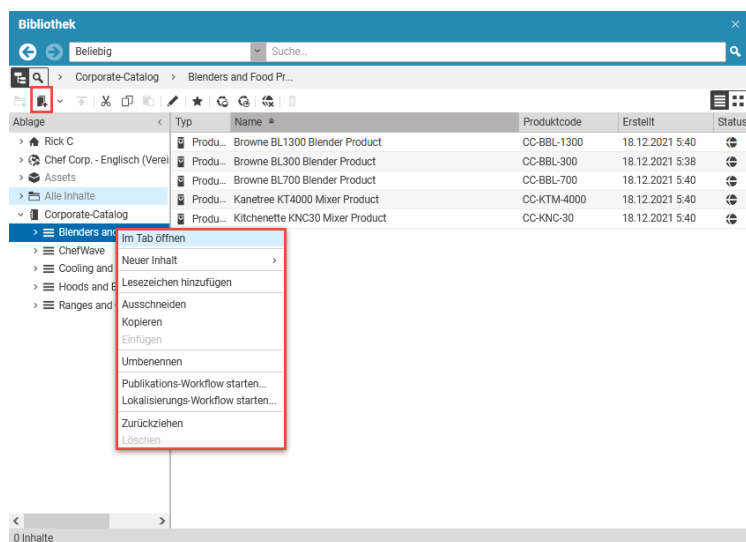 Bibliothek
Beliebig Suche...
> Corporate-Catalog > Blenders and Food Pr...
Ablage Typ Name Produktcode Erstellt Status
Rick C Produ... Browne BL1300 Blender Product CC-BBL-1300 18.12.2021 5:40
Chef Corp. - Englisch (Verei Produ... Browne BL300 Blender Product CC-BBL-300 18.12.2021 5:38
Assets Produ... Browne BL700 Blender Product CC-BBL-700 18.12.2021 5:40
Alle Inhalte Produ... Kanetree KT4000 Mixer Product CC-KTM-4000 18.12.2021 5:40
Corporate-Catalog Produ... Kitchenette KNC30 Mixer Product CC-KNC-30 18.12.2021 5:40
Blenders and
Im Tab öffnen
ChefWave
Neuer Inhalt
Cooling and
Lesezeichen hinzufügen
Hoods and
Ranges and
Ausschneiden
Kopieren
Einfügen
Umbenennen
Publikations-Workflow starten...
Lokalisierungs-Workflow starten...
Zurückziehen
Löschen
0 Inhalte